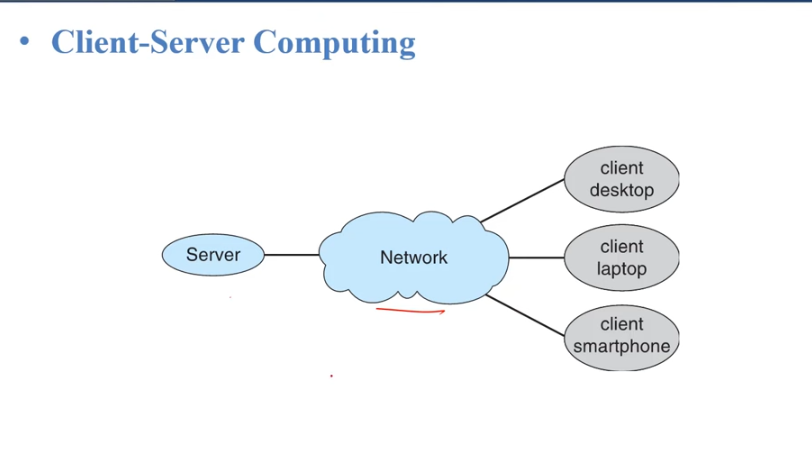 • Client-Server Computing
client
desktop
Server
Network
client
laptop
client
smartphone